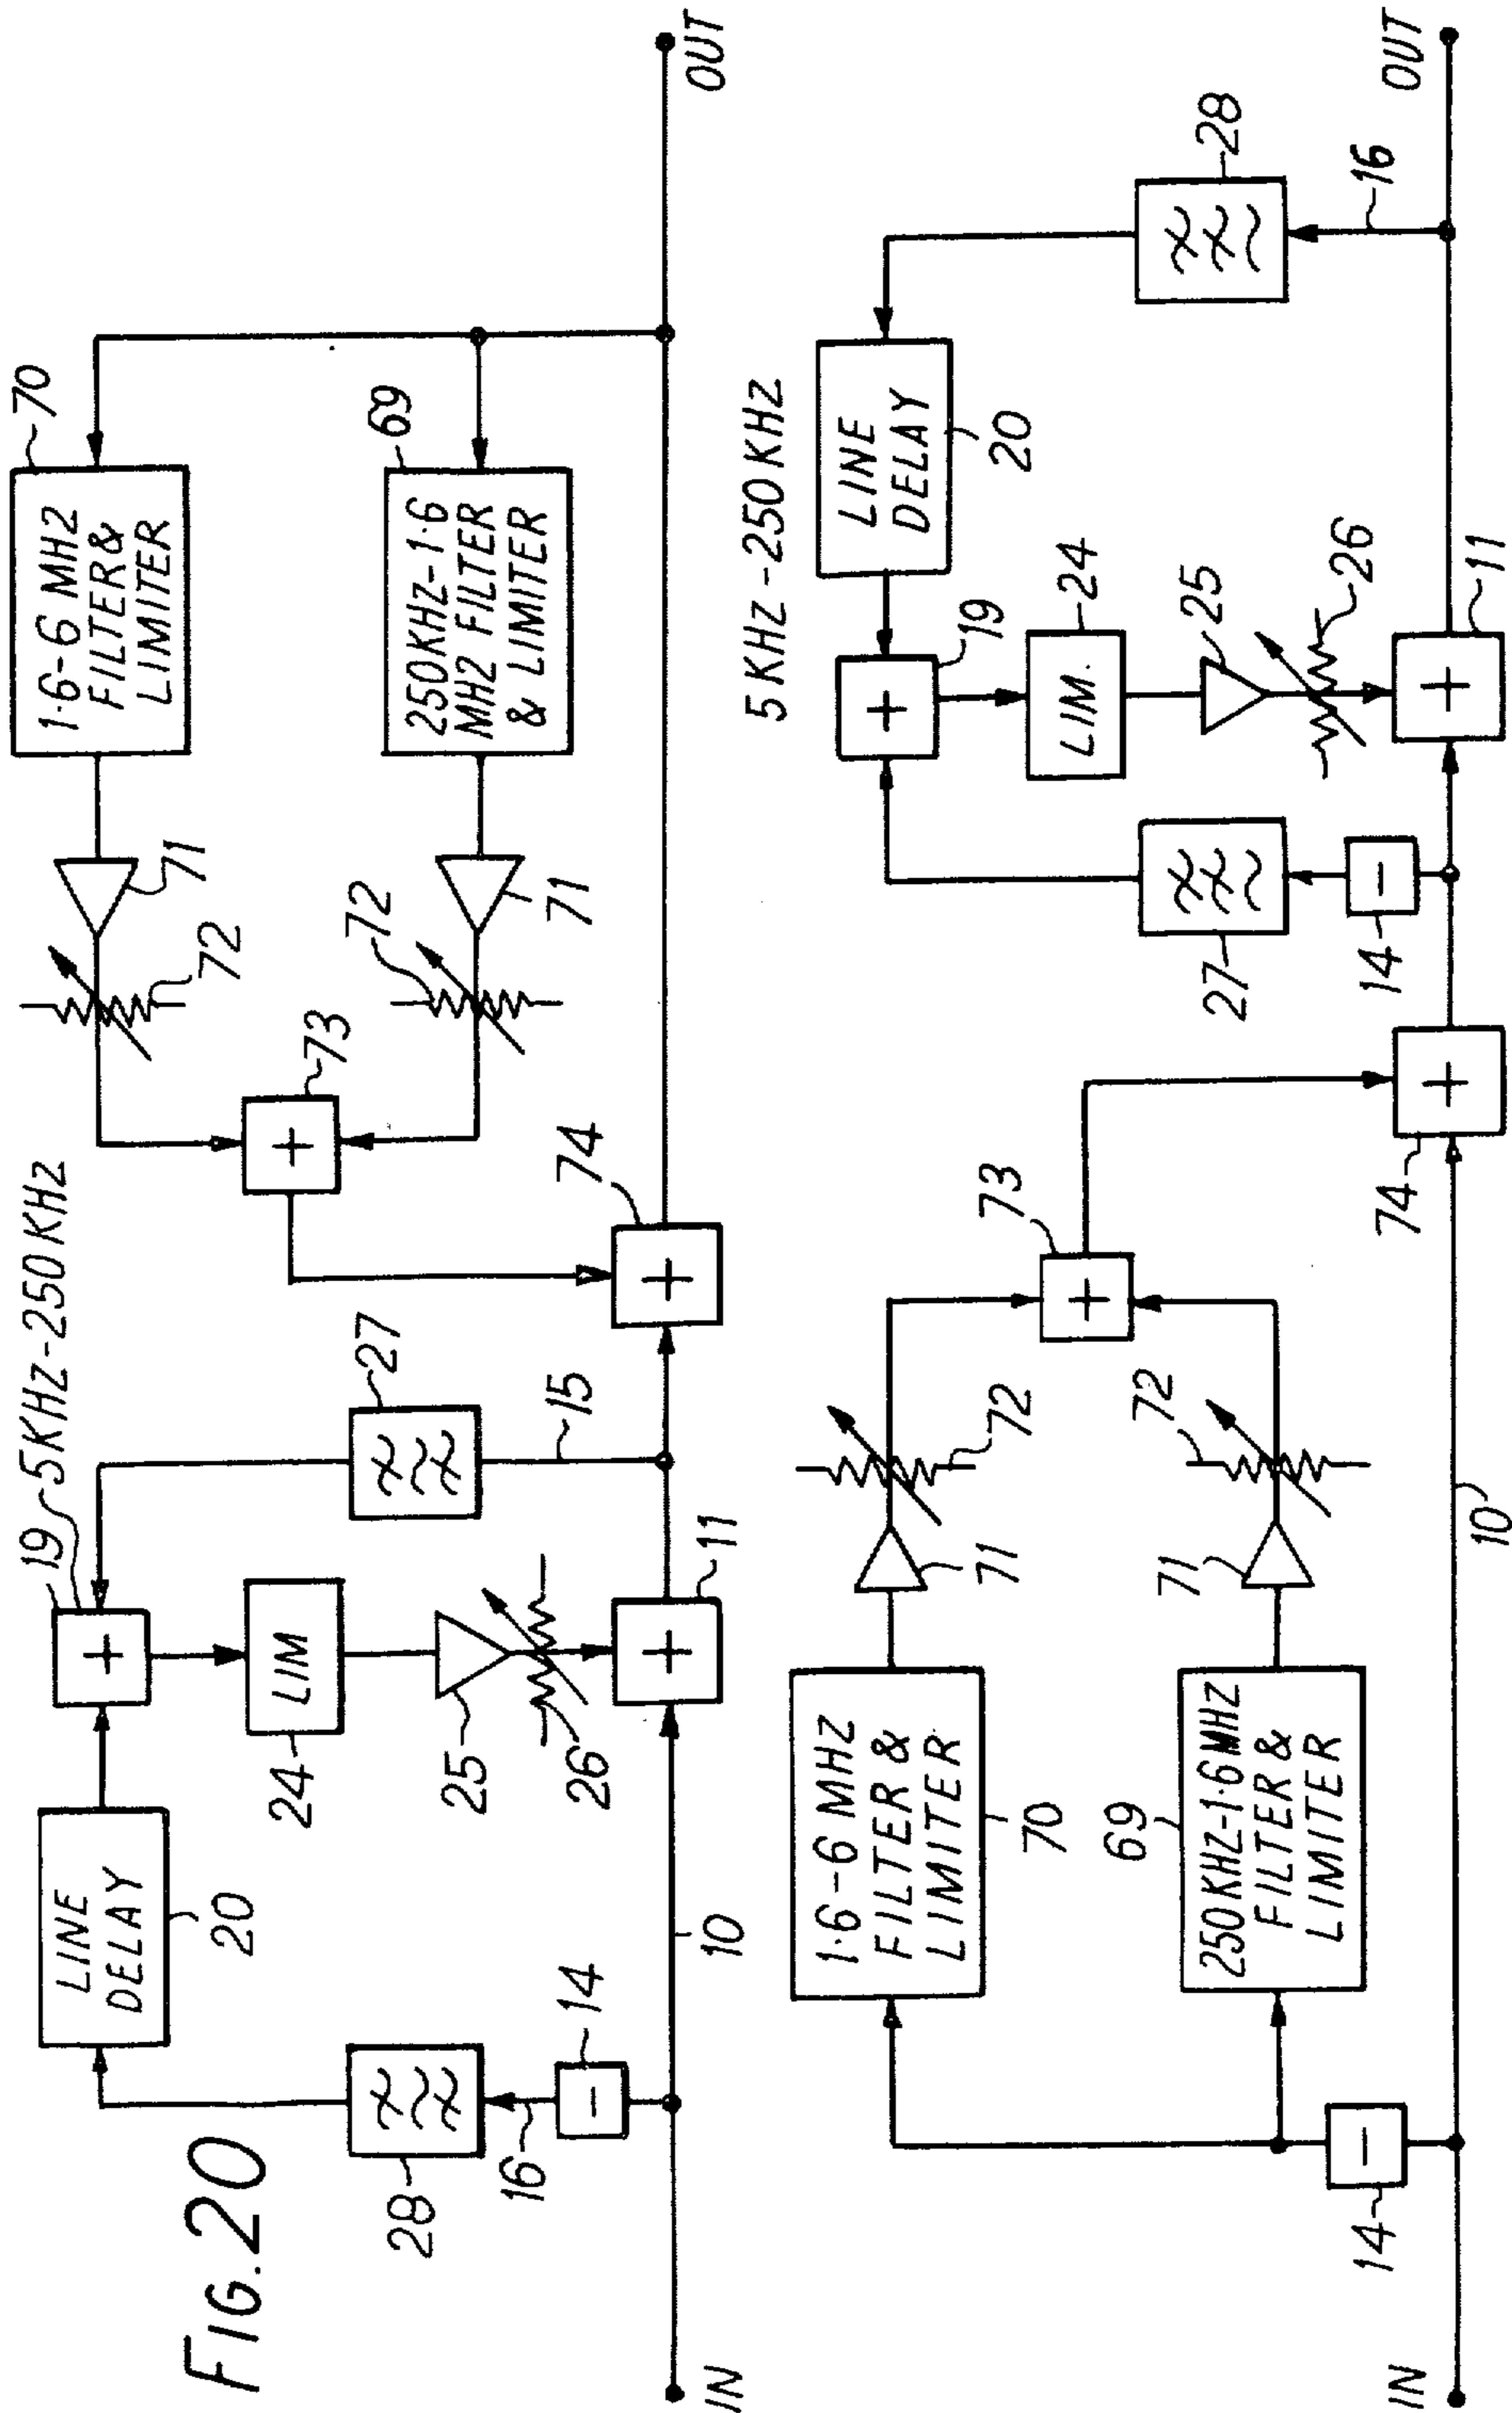 FIG.20
IN
28
16
14
LINE
DELAY
20
10
19
5KHz-250KHz
24
LIM
25
26
11
27
15
74
73
72
72
71
71
1·6-6 MH2
FILTER&
LIMITER
70
250KHz-1·6
MH2 FILTER
& LIMITER
69
OUT
IN
14
1·6-6 MHZ
FILTER &
LIMITER
70
69
250KHZ-1·6MHZ
FILTER &
LIMITER
10
71
71
72
72
73
74
14
27
5KHz-250KHz
19
LIM.
24
25
26
11
LINE
DELAY
20
28
16
OUT